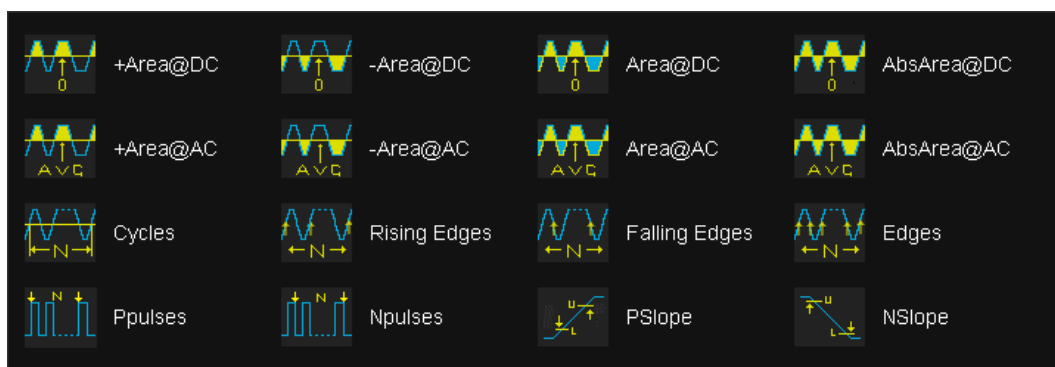 +Area@DC -Area@DC Area@DC AbsArea@DC
0 0 0 0
+Area@AC -Area@AC Area@AC AbsArea@AC
AVG AVG AVG AVG
Cycles Rising Edges Falling Edges Edges
N N N N
N N U U
Ppulses Npulses PSlope NSlope
L L